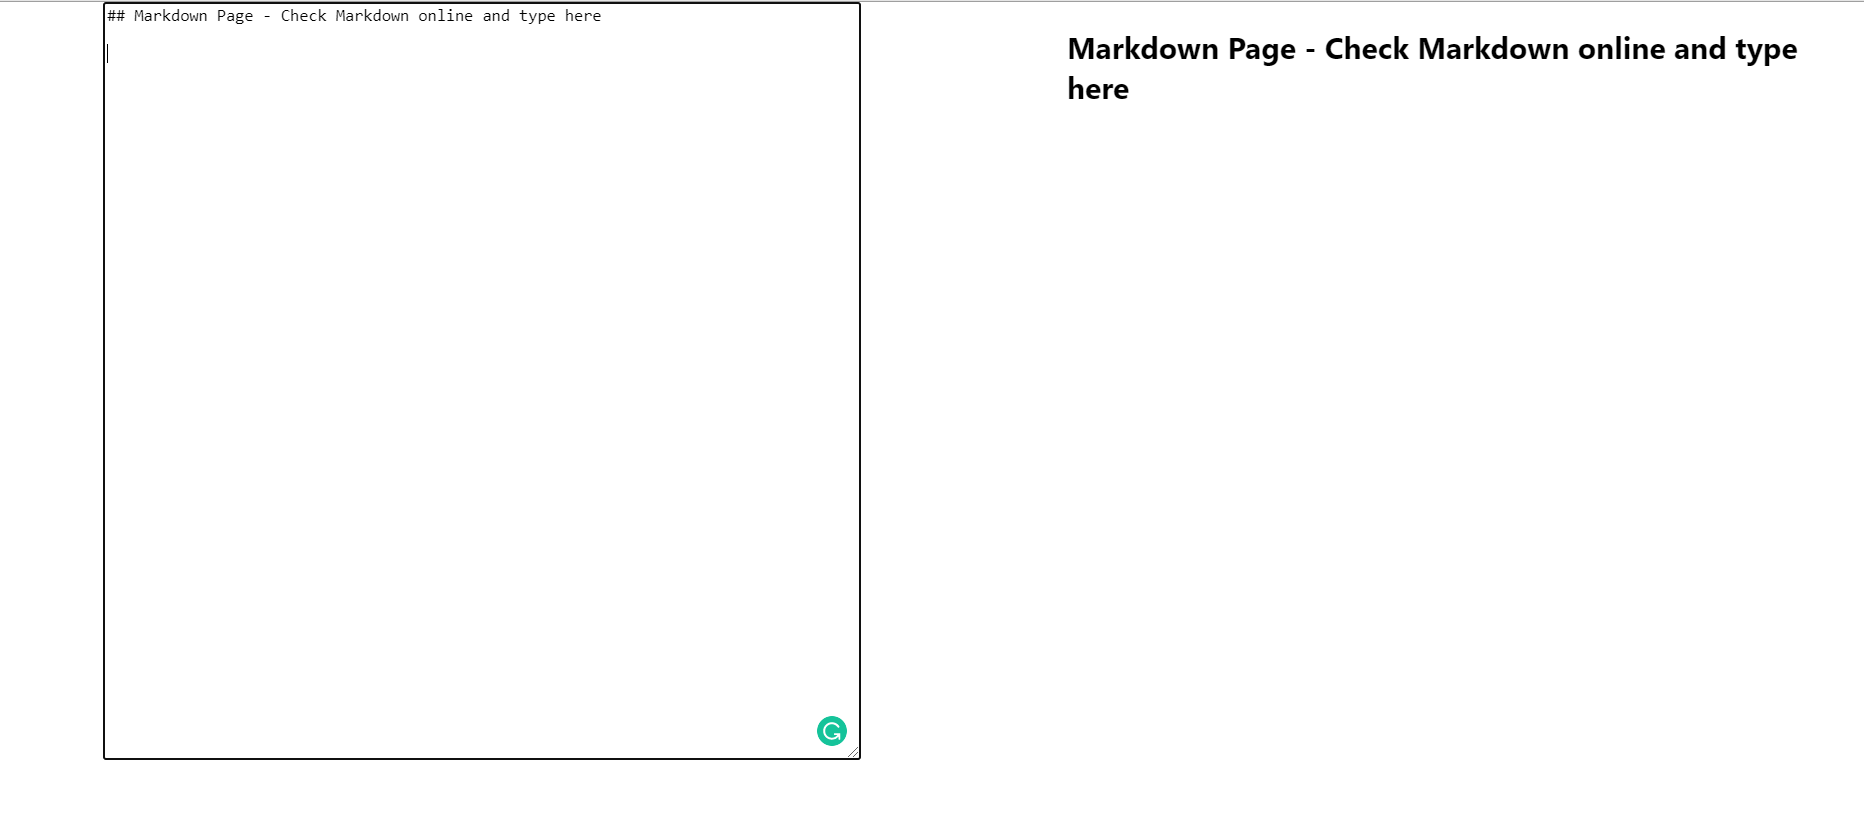 ## Markdown Page - Check Markdown online and type here
Markdown Page - Check Markdown online and type
here